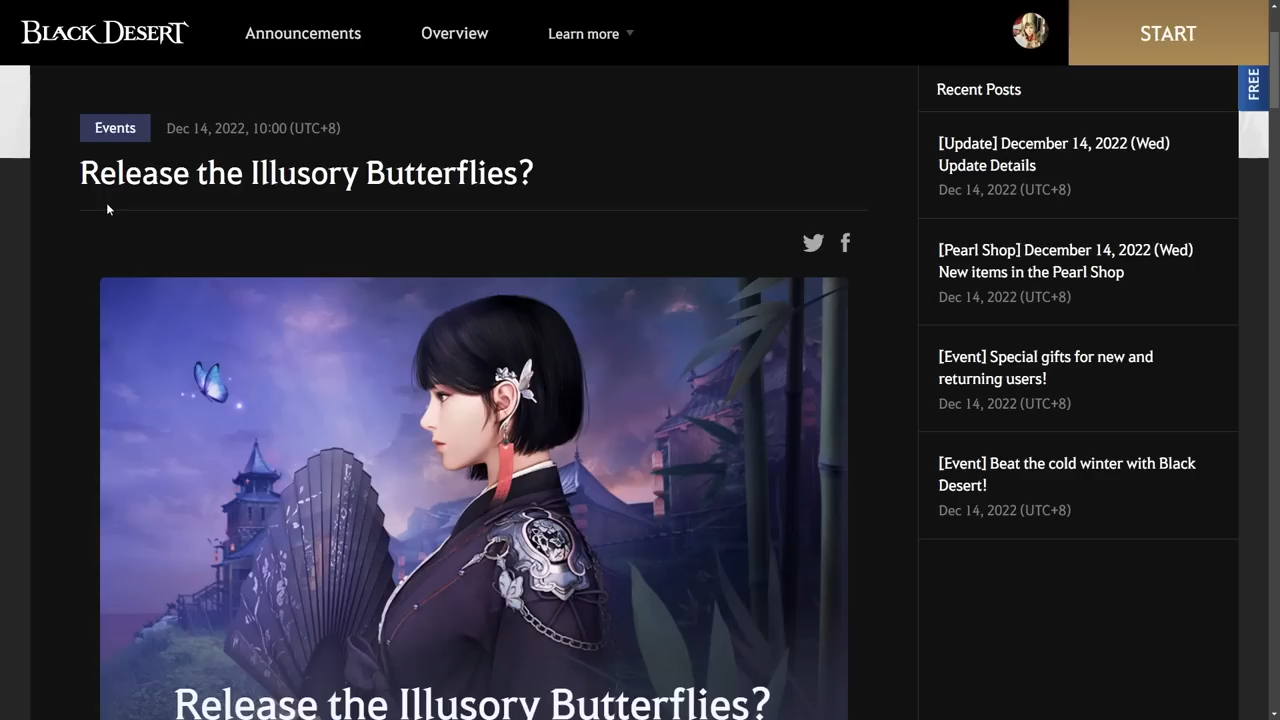 BLACK DESERT
Announcements
Overview
Learn more
START
FREE
Events
Dec 14, 2022, 10:00 (UTC+8)
Release the Illusory Butterflies?
Release the Illusory Butterflies?
Recent Posts
[Update] December 14, 2022 (Wed)
Update Details
Dec 14, 2022 (UTC+8)
[Pearl Shop] December 14, 2022 (Wed)
New items in the Pearl Shop
Dec 14, 2022 (UTC+8)
[Event] Special gifts for new and
returning users!
Dec 14, 2022 (UTC+8)
[Event] Beat the cold winter with Black
Desert!
Dec 14, 2022 (UTC+8)